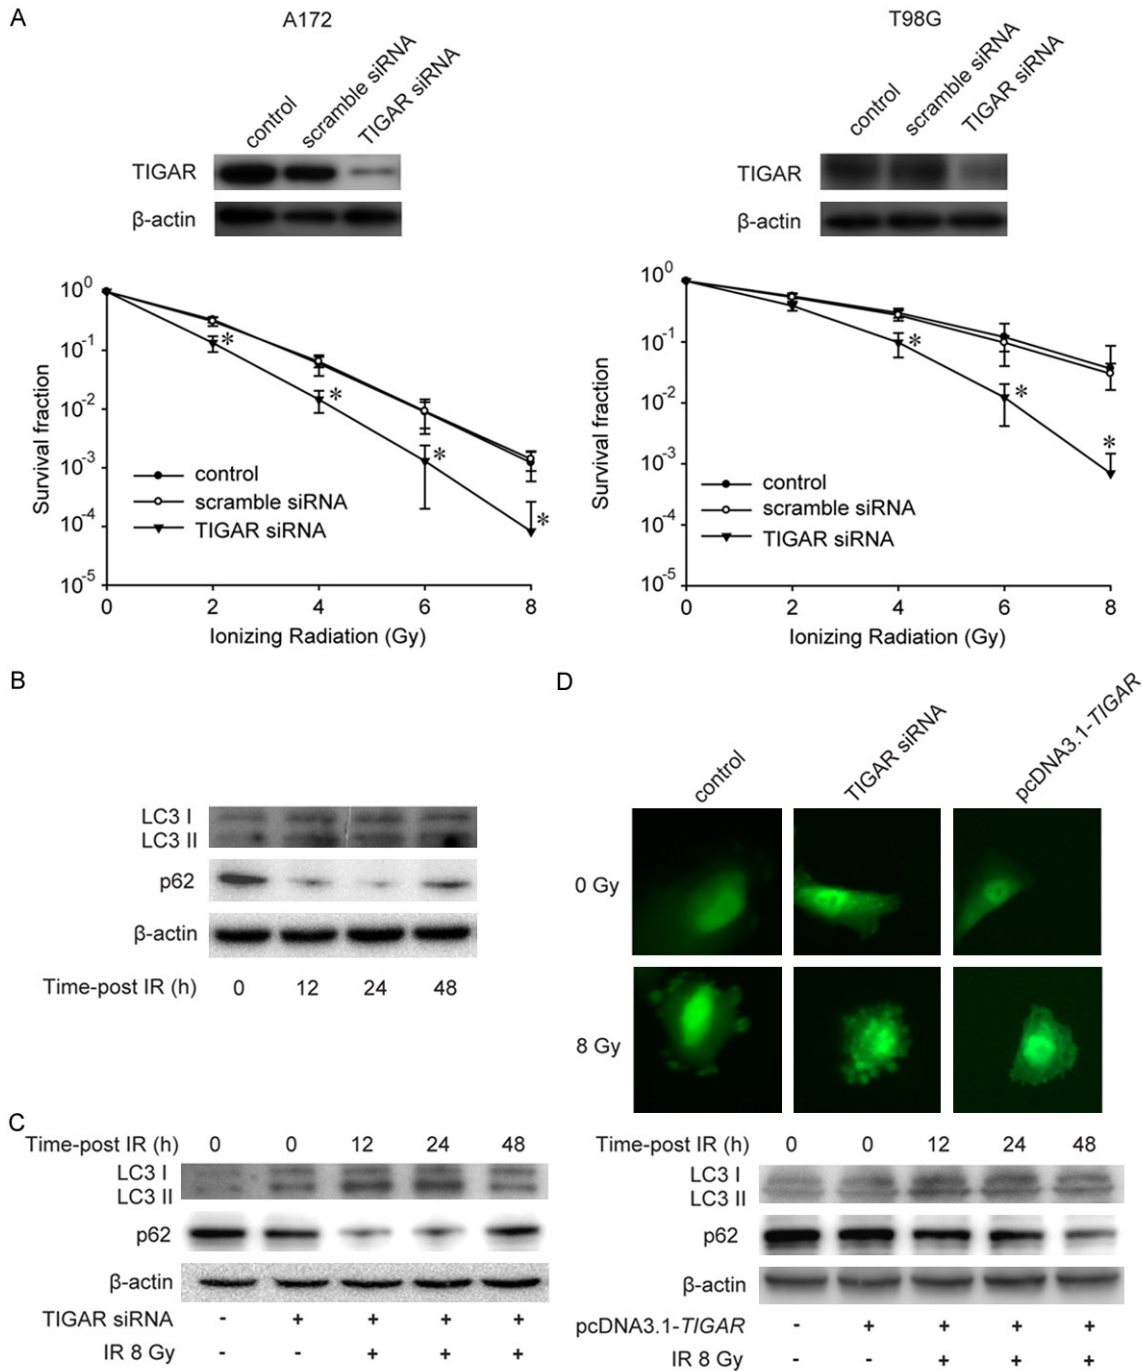 A
A172
T98G
control
scramble siRNA
TIGAR siRNA
control
scramble siRNA
TIGAR siRNA
TIGAR
β-actin
TIGAR
β-actin
10^0
10^-1
10^-2
10^-3
10^-4
10^-5
Survival fraction
*
*
*
*
control
scramble siRNA
TIGAR siRNA
0 2 4 6 8
Ionizing Radiation (Gy)
10^0
10^-1
10^-2
10^-3
10^-4
10^-5
Survival fraction
*
*
*
control
scramble siRNA
TIGAR siRNA
0 2 4 6 8
Ionizing Radiation (Gy)
B
LC3 I
LC3 II
p62
β-actin
Time-post IR (h) 0 12 24 48
D
control
TIGAR siRNA
pcDNA3.1-TIGAR
0 Gy
8 Gy
C
Time-post IR (h) 0 0 12 24 48
LC3 I
LC3 II
p62
β-actin
TIGAR siRNA - + + + +
IR 8 Gy + + +
Time-post IR (h) 0 0 12 24 48
LC3 I
LC3 II
p62
β-actin
pcDNA3.1-TIGAR - + + + +
IR 8 Gy + + +